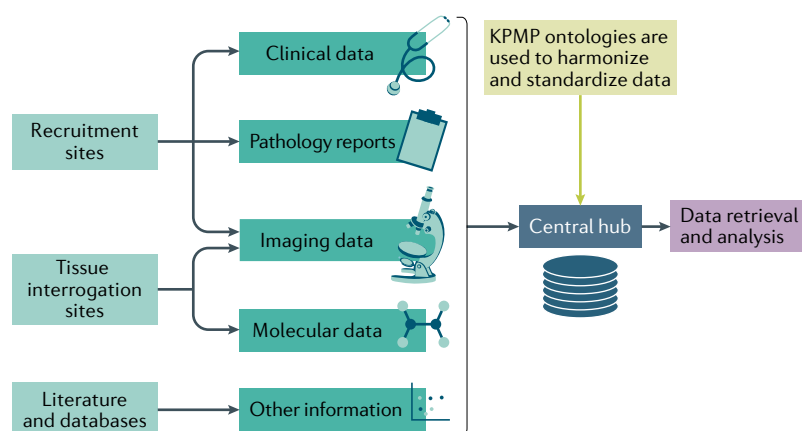 Clinical data
KPMP ontologies are
used to harmonize
and standardize data
Recruitment
sites
Pathology reports
Imaging data
Central hub
Data retrieval
and analysis
Tissue
interrogation
sites
Molecular data
Literature
and databases
Other information